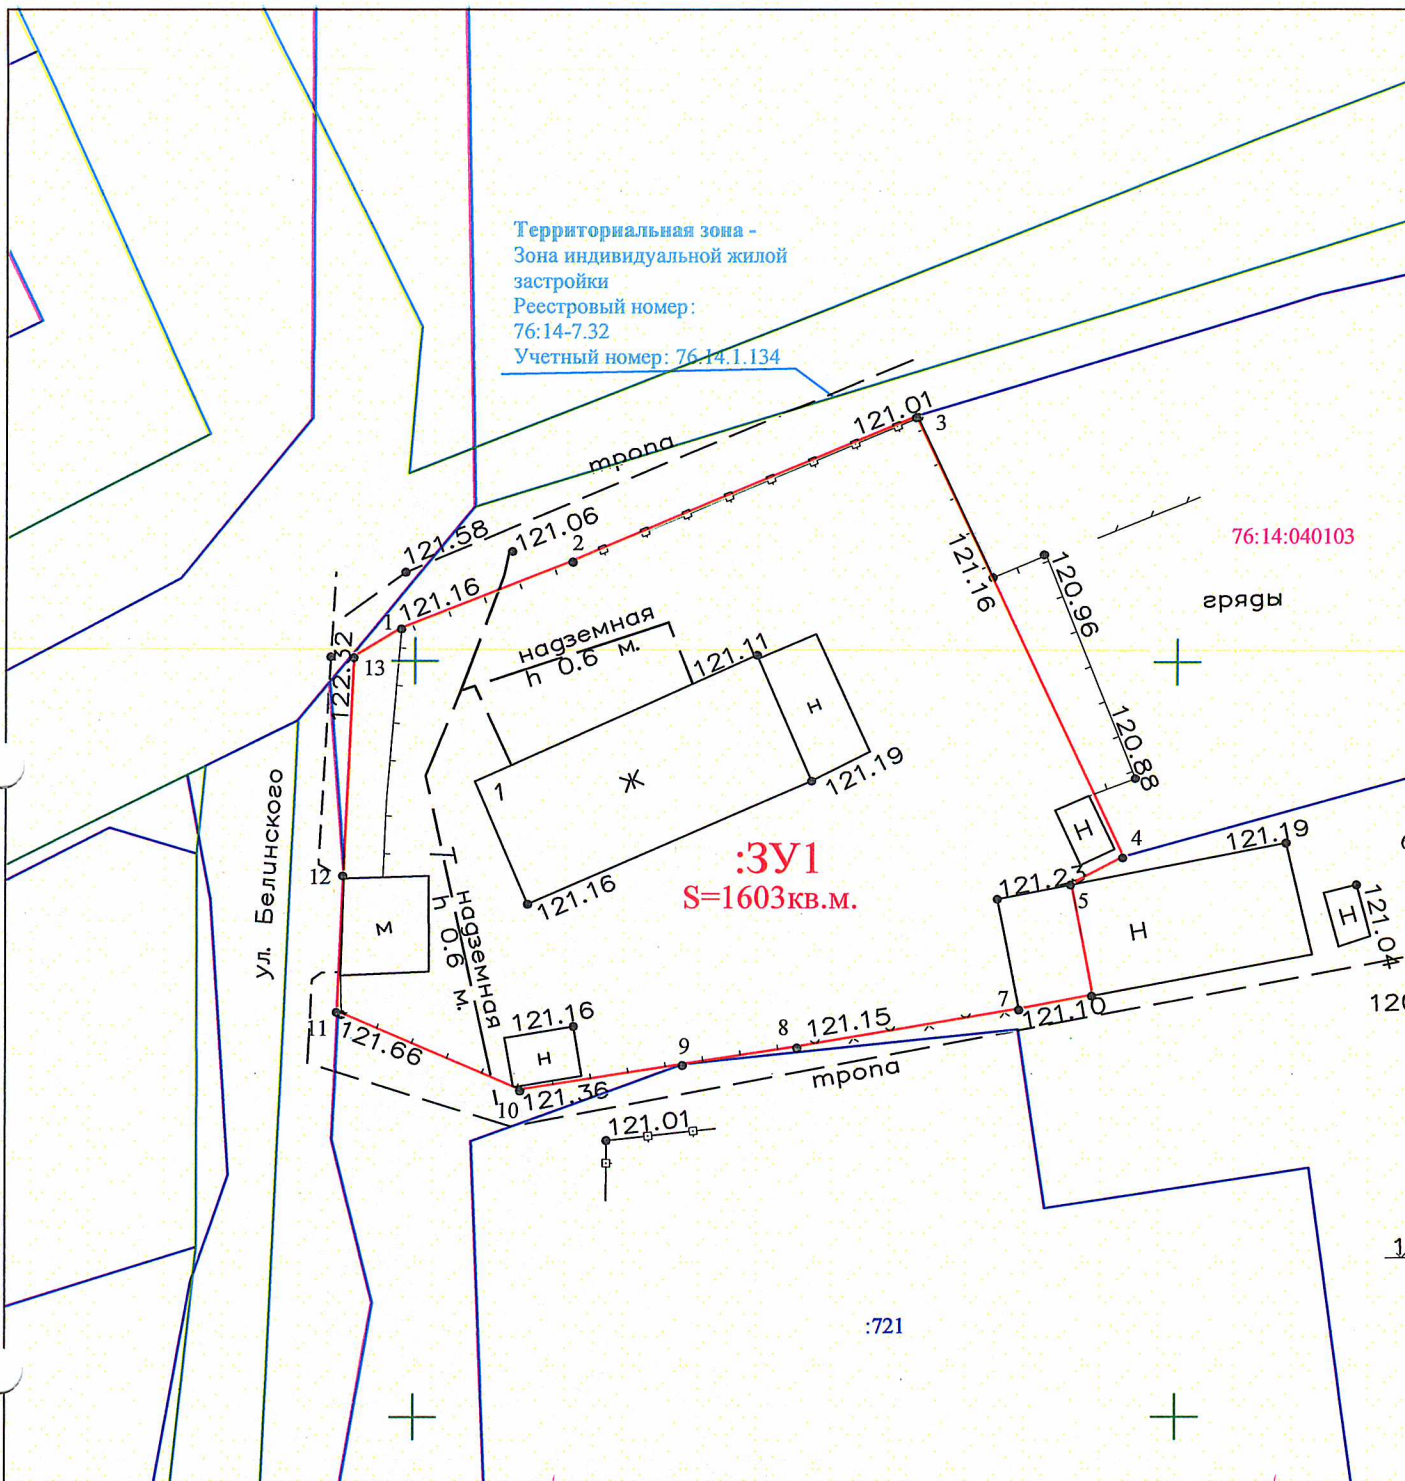 Территориальная зона -
Зона индивидуальной жилой
застройки
Реестровый номер:
76:14-7.32
Учетный номер: 76.14.1.134
121.01
3
тропа
121.58
121.06
2
76:14:040103
121.16
120.96
гряды
121.16
1
надземная
h 0.6 м.
122.32
13
121.11
н
120.88
1
Ж
121.19
:ЗУ1
S=1603кв.м.
Н
4
121.19
12
121.23
5
121.16
ул. Белинского
м
надземная
h 0.6 м.
Н
Н
121.04
7
121.10
120
11
121.66
121.16
н
8
121.15
9
тропа
10
121.36
121.01
1
:721